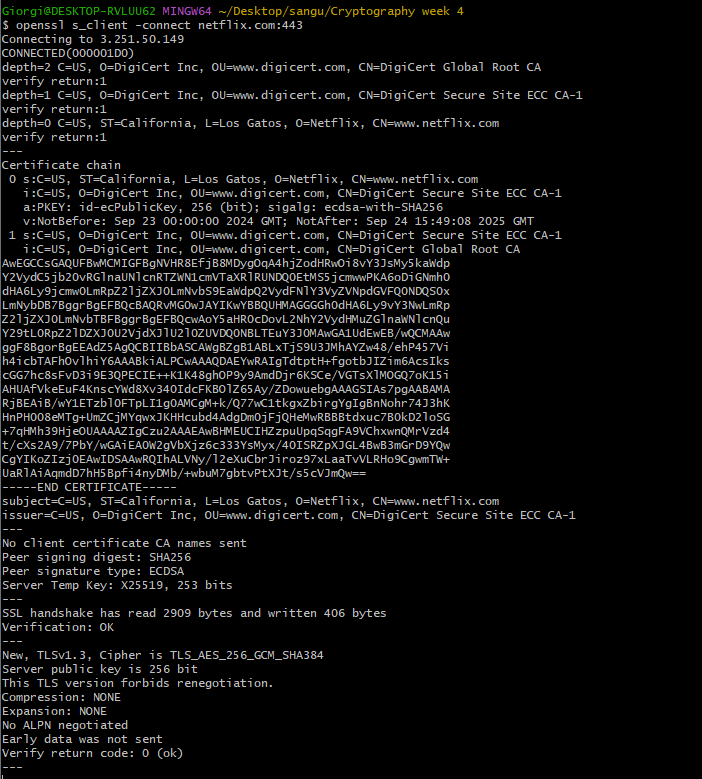 Giorgi@DESKTOP-RVLUU62 MINGW64 ~/Desktop/sangu/Cryptography week 4
$ openssl s_client -connect netflix.com:443
Connecting to 3.251.50.149
CONNECTED(000001D0)
depth=2 C=US, O=DigiCert Inc, OU=www.digicert.com, CN=DigiCert Global Root CA
verify return:1
depth=1 C=US, O=DigiCert Inc, OU=www.digicert.com, CN=DigiCert Secure Site ECC CA-1
verify return:1
depth=0 C=US, ST=California, L=Los Gatos, O=Netflix, CN=www.netflix.com
verify return:1
---
Certificate chain
 0 s:C=US, ST=California, L=Los Gatos, O=Netflix, CN=www.netflix.com
   i:C=US, O=DigiCert Inc, OU=www.digicert.com, CN=DigiCert Secure Site ECC CA-1
   a:PKEY: id-ecPublicKey, 256 (bit); sigalg: ecdsa-with-SHA256
   v:NotBefore: Sep 23 00:00:00 2024 GMT; NotAfter: Sep 24 15:49:08 2025 GMT
 1 s:C=US, O=DigiCert Inc, OU=www.digicert.com, CN=DigiCert Secure Site ECC CA-1
   i:C=US, O=DigiCert Inc, OU=www.digicert.com, CN=DigiCert Global Root CA
AwEGCCsGAQUFBwMCMIGFBgNVHR8EfjB8MDygOqA4hjZodHRwOi8vY3JsMy5kaWdp
Y2VydC5jb20vRGlnaUNlcnRTZWN1cmVTaXRlRUNDQ0EtMS5jcmwwPKA6oDiGNmh0
dHA6Ly9jcmw0LmRpZ2ljZXJ0LmNvbS9EaWdpQ2VydFNlY3VyZVNpdGVFQ0NDQS0x
LmNybDB7BggrBgEFBQcBAQRvMG0wJAYIKwYBBQUHMAGGGGh0dHA6Ly9vY3NwLmRp
Z2ljZXJ0LmNvbTBFBggrBgEFBQcwAoY5aHR0cDovL2NhY2VydHMuZGlnaWNlcnQu
Y29tL0RpZ2lDZXJ0U2VjdXJlU2l0ZUVDQ0NBLTEuY3J0MAwGA1UdEwEB/wQCMAAw
ggF8BgorBgEEAdZ5AgQCBIIBbASCAWgBZgB1ABLxTjS9U3JMhAYZw48/ehP457Vi
h4icbTAFhOvlhiY6AAABkiALPCwAAAQDAEYwRAIgTdtptH+fgotbJIZim6AcsIks
cGG7hc8sFvD3i9E3QPECIE++K1K48ghOP9y9AmdDjr6KSCe/VGTsXlMOGQ7oK15i
AHUAfVkeEuF4KnscYWd8Xv340IdcFKBOlZ65Ay/ZDowuebgAAAGSIAs7pgAABAMA
RjBEAiB/wY1ETzblOFTpLI1gOAMCgM+k/Q77wC1tkgxZbirgYgIgBnNohr74J3hK
HnPHOO8eMTg+UmZCjMYqwxJKHHcubd4AdgDmOjFjQHeMwRBBBtdxuc7BOkD2loSG
+7qHMh39HjeOUAAAAZIgCzu2AAAEAwBHMEUCIHZzpuUpqSqgFA9VChxwnQMrVzd4
t/cXs2A9/7PbY/wGAiEAOW2gVbXjz6c333YsMyx/4OISRZpXJGL4BwB3mGrD9YQw
CgYIKoZIzjOEAwIDSAAwRQIhALVNy/l2eXuCbrJiroz97xLaaTvVLRHo9CgwmTW+
UaRlAiAqmdD7hH5Bpfi4nyDMb/+wbuM7gbtvPtXJt/s5cVJmQw==
-----END CERTIFICATE-----
subject=C=US, ST=California, L=Los Gatos, O=Netflix, CN=www.netflix.com
issuer=C=US, O=DigiCert Inc, OU=www.digicert.com, CN=DigiCert Secure Site ECC CA-1
---
No client certificate CA names sent
Peer signing digest: SHA256
Peer signature type: ECDSA
Server Temp Key: X25519, 253 bits
---
SSL handshake has read 2909 bytes and written 406 bytes
Verification: OK
---
New, TLSv1.3, Cipher is TLS_AES_256_GCM_SHA384
Server public key is 256 bit
This TLS version forbids renegotiation.
Compression: NONE
Expansion: NONE
No ALPN negotiated
Early data was not sent
Verify return code: 0 (ok)
---